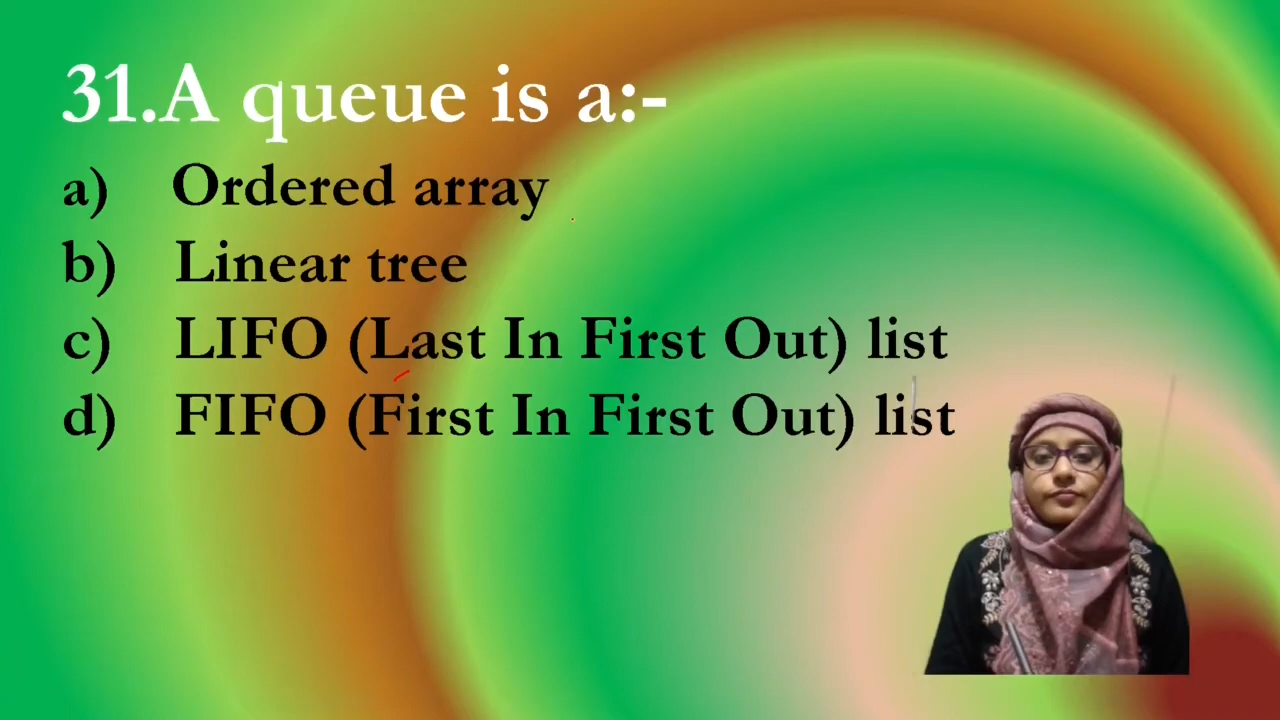 31.A queue is a:-
a) Ordered array
b) Linear tree
c) LIFO (Last In First Out) list
d) FIFO (First In First Out) list